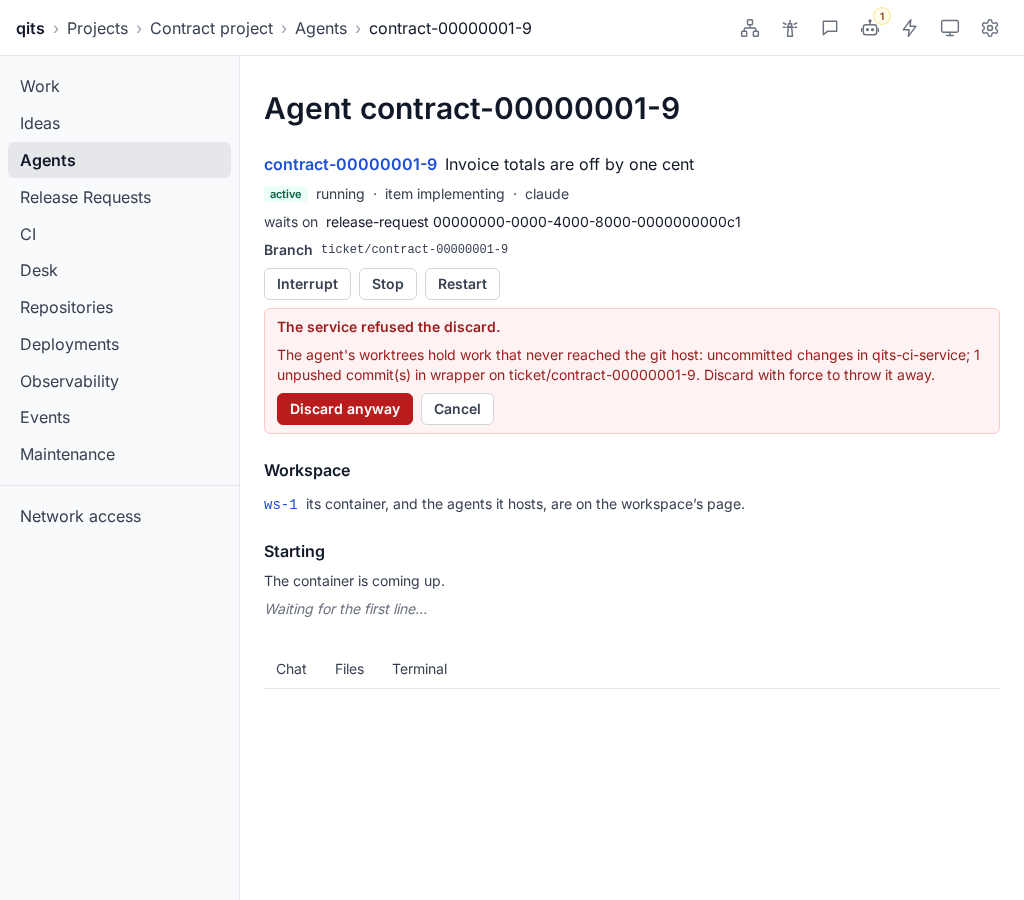 qits › Projects › Contract project › Agents › contract-00000001-9
1
Work
Ideas
Agents
Release Requests
CI
Desk
Repositories
Deployments
Observability
Events
Maintenance
Network access
Agent contract-00000001-9
contract-00000001-9 Invoice totals are off by one cent
active running · item implementing · claude
waits on release-request 00000000-0000-4000-8000-0000000000c1
Branch ticket/contract-00000001-9
Interrupt Stop Restart
The service refused the discard.
The agent's worktrees hold work that never reached the git host: uncommitted changes in qits-ci-service; 1
unpushed commit(s) in wrapper on ticket/contract-00000001-9. Discard with force to throw it away.
Discard anyway Cancel
Workspace
ws-1 its container, and the agents it hosts, are on the workspace’s page.
Starting
The container is coming up.
Waiting for the first line…
Chat Files Terminal